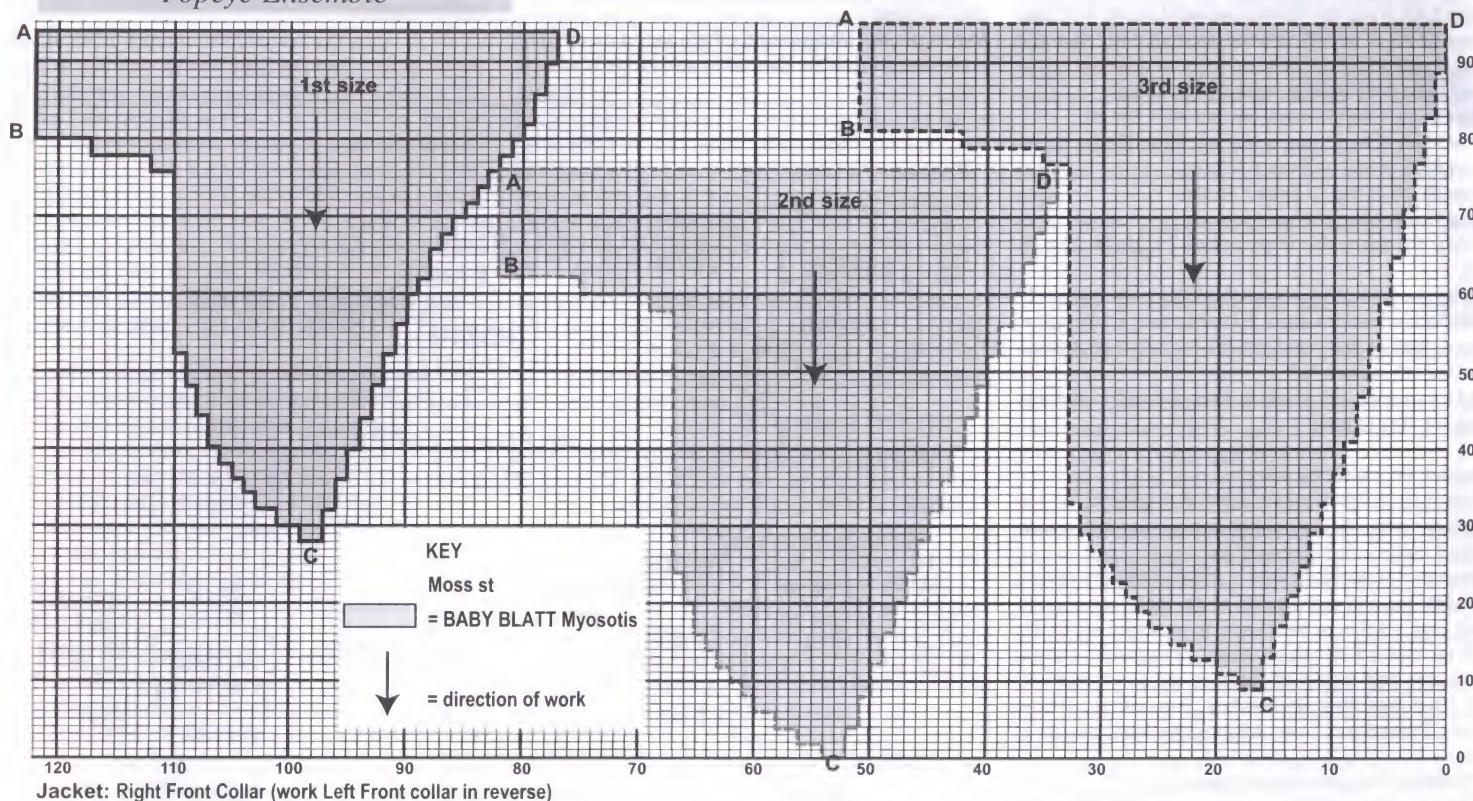 Popeye Ensemble
A D A D
90
1st size 3rd size
B B 80
A D
2nd size
70
B
60
50
40
30
C
KEY
Moss st
= BABY BLATT Myosotis
20
10
C
= direction of work
C 0
120 110 100 90 80 70 60 50 40 30 20 10 0
Jacket: Right Front Collar (work Left Front collar in reverse)